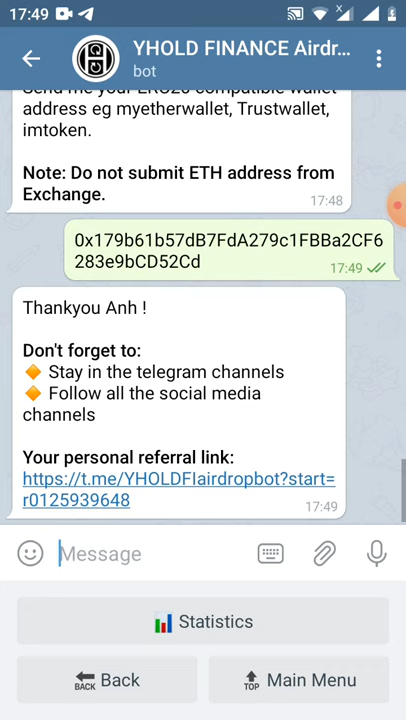 17:49
YHOLD FINANCE Airdr...
bot
Send me your ERC20 compatible wallet
address eg myetherwallet, Trustwallet,
imtoken.
Note: Do not submit ETH address from
Exchange.
17:48
0x179b61b57dB7FdA279c1FBBa2CF6
283e9bCD52Cd
17:49
Thankyou Anh !
Don't forget to:
🔶 Stay in the telegram channels
🔶 Follow all the social media
channels
Your personal referral link:
https://t.me/YHOLDFIairdropbot?start=
r0125939648
17:49
Message
Statistics
BACK Back
TOP Main Menu